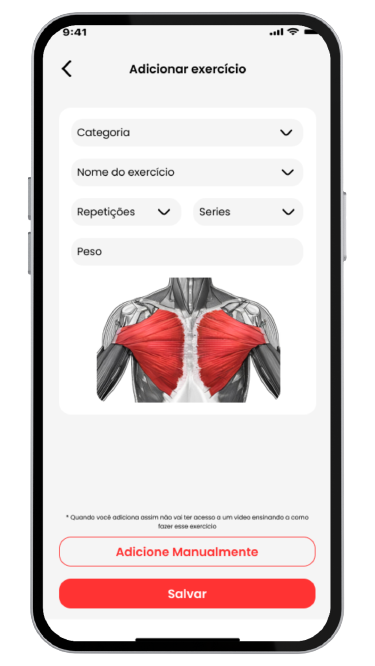 9:41
Adicionar exercício
Categoria
Nome do exercício
Repetições
Series
Peso
* Quando você adiciona assim não vai ter acesso a um video ensinando a como
fazer esse exercício
Adicione Manualmente
Salvar